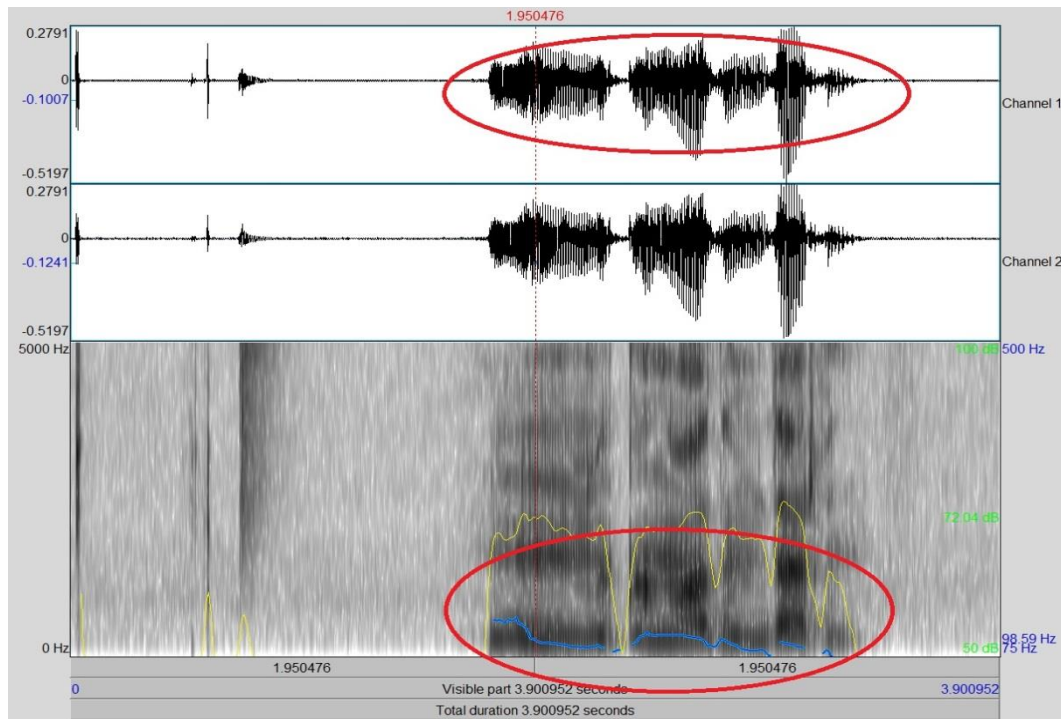 1.950476
0.2791
0
-0.1007
-0.5197
Channel 1
0.2791
0
-0.1241
-0.5197
Channel 2
5000 Hz
100 dB
500 Hz
72.04 dB
0 Hz
50 dB
98.59 Hz
75 Hz
1.950476
1.950476
0
Visible part 3.900952 seconds
3.900952
Total duration 3.900952 seconds